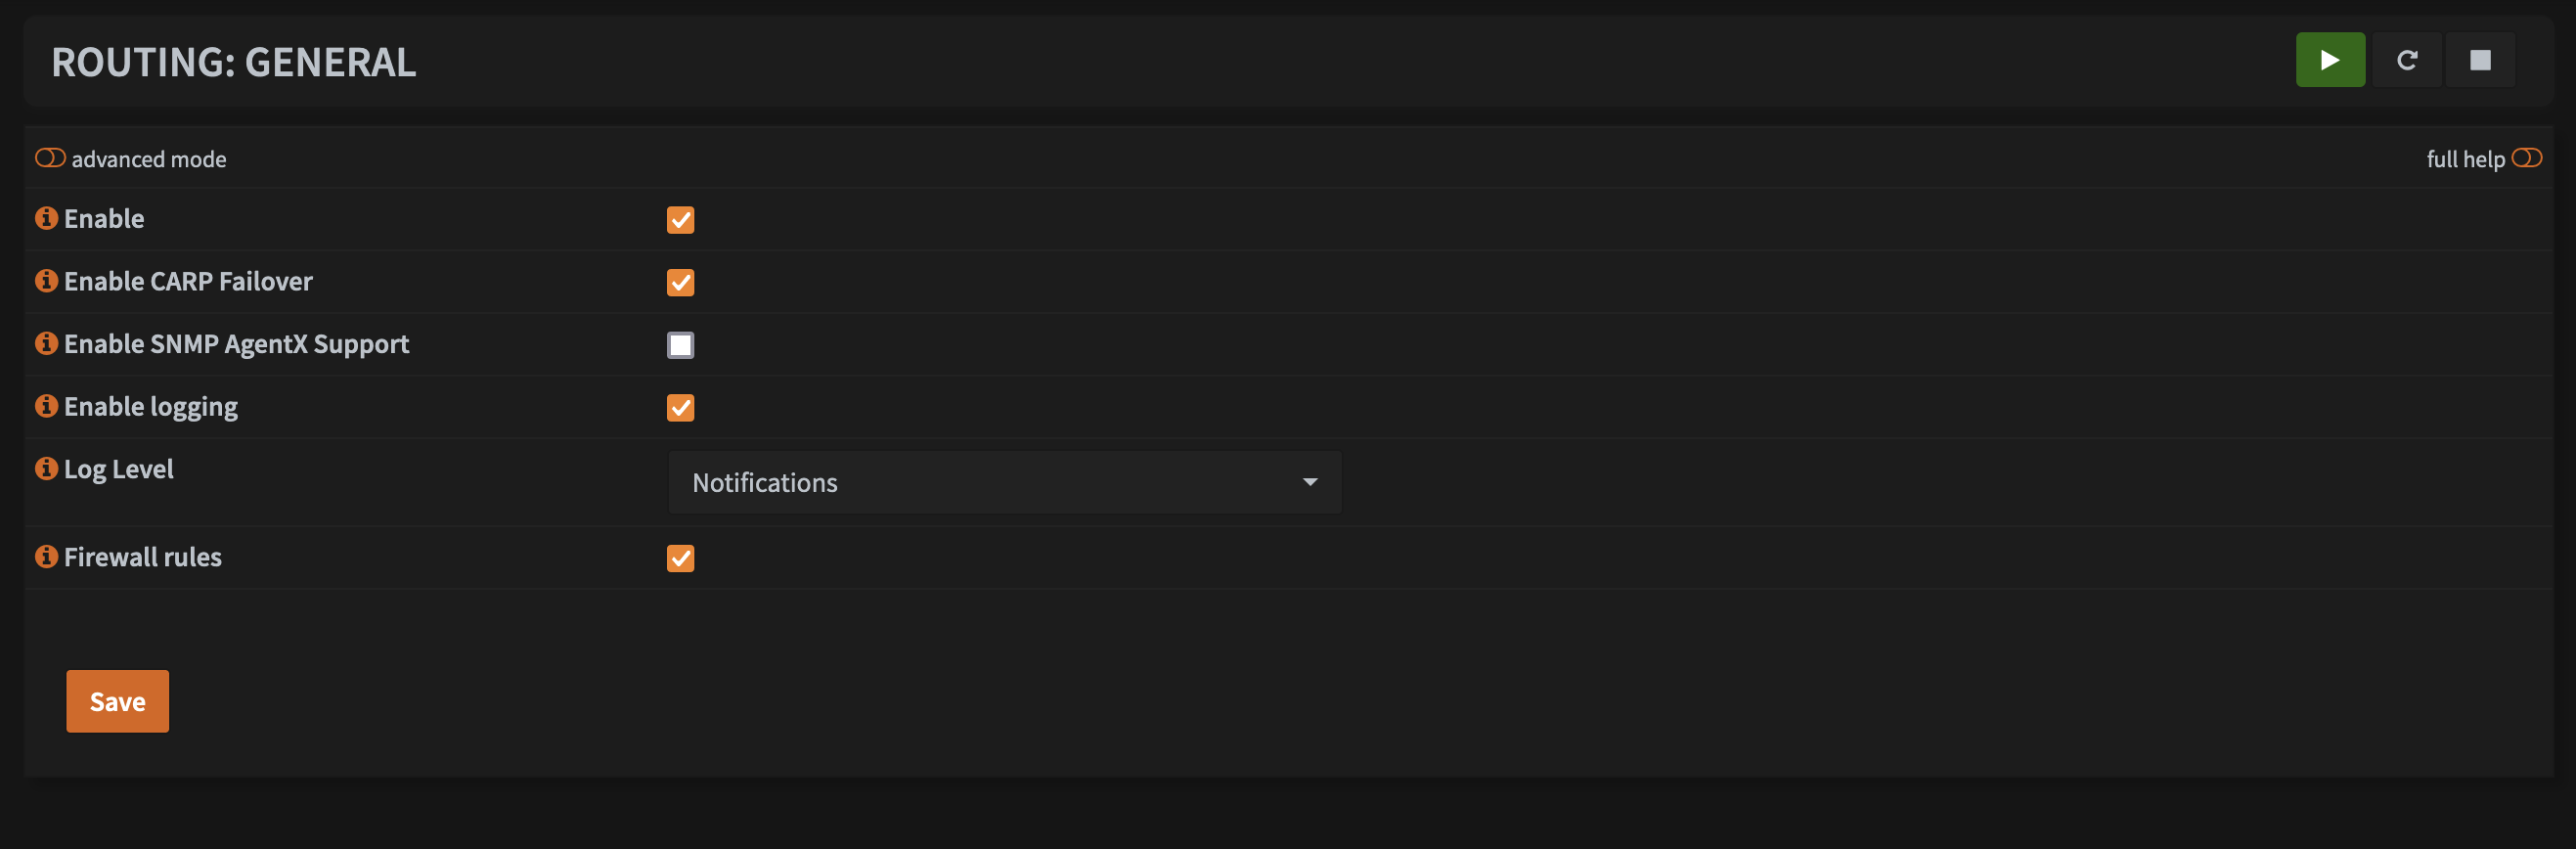 ROUTING: GENERAL
advanced mode
full help
Enable
Enable CARP Failover
Enable SNMP AgentX Support
Enable logging
Log Level
Notifications
Firewall rules
Save